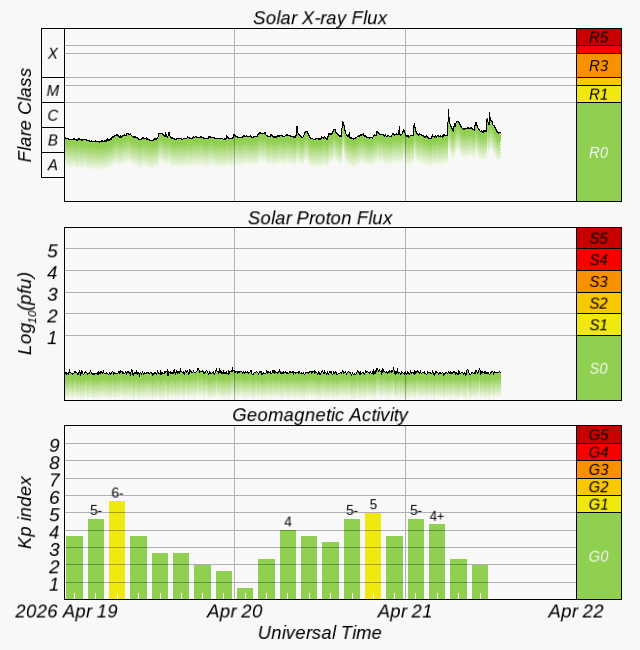 Solar X-ray Flux
Flare Class
X
M
C
B
A
R5
R3
R1
R0
Solar Proton Flux
Log10(pfu)
5
4
3
2
1
S5
S4
S3
S2
S1
S0
Geomagnetic Activity
Kp index
9
8
7
6
5
4
3
2
1
5-
6-
4
5-
5
5-
4+
G5
G4
G3
G2
G1
G0
2026 Apr 19
Apr 20
Apr 21
Apr 22
Universal Time